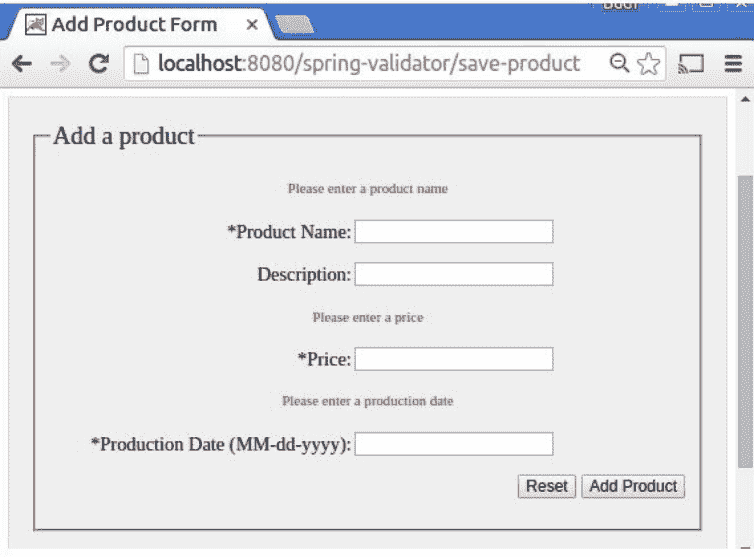 Add Product Form
localhost:8080/spring-validator/save-product
Add a product
Please enter a product name
*Product Name:
Description:
Please enter a price
*Price:
Please enter a production date
*Production Date (MM-dd-yyyy):
Reset Add Product